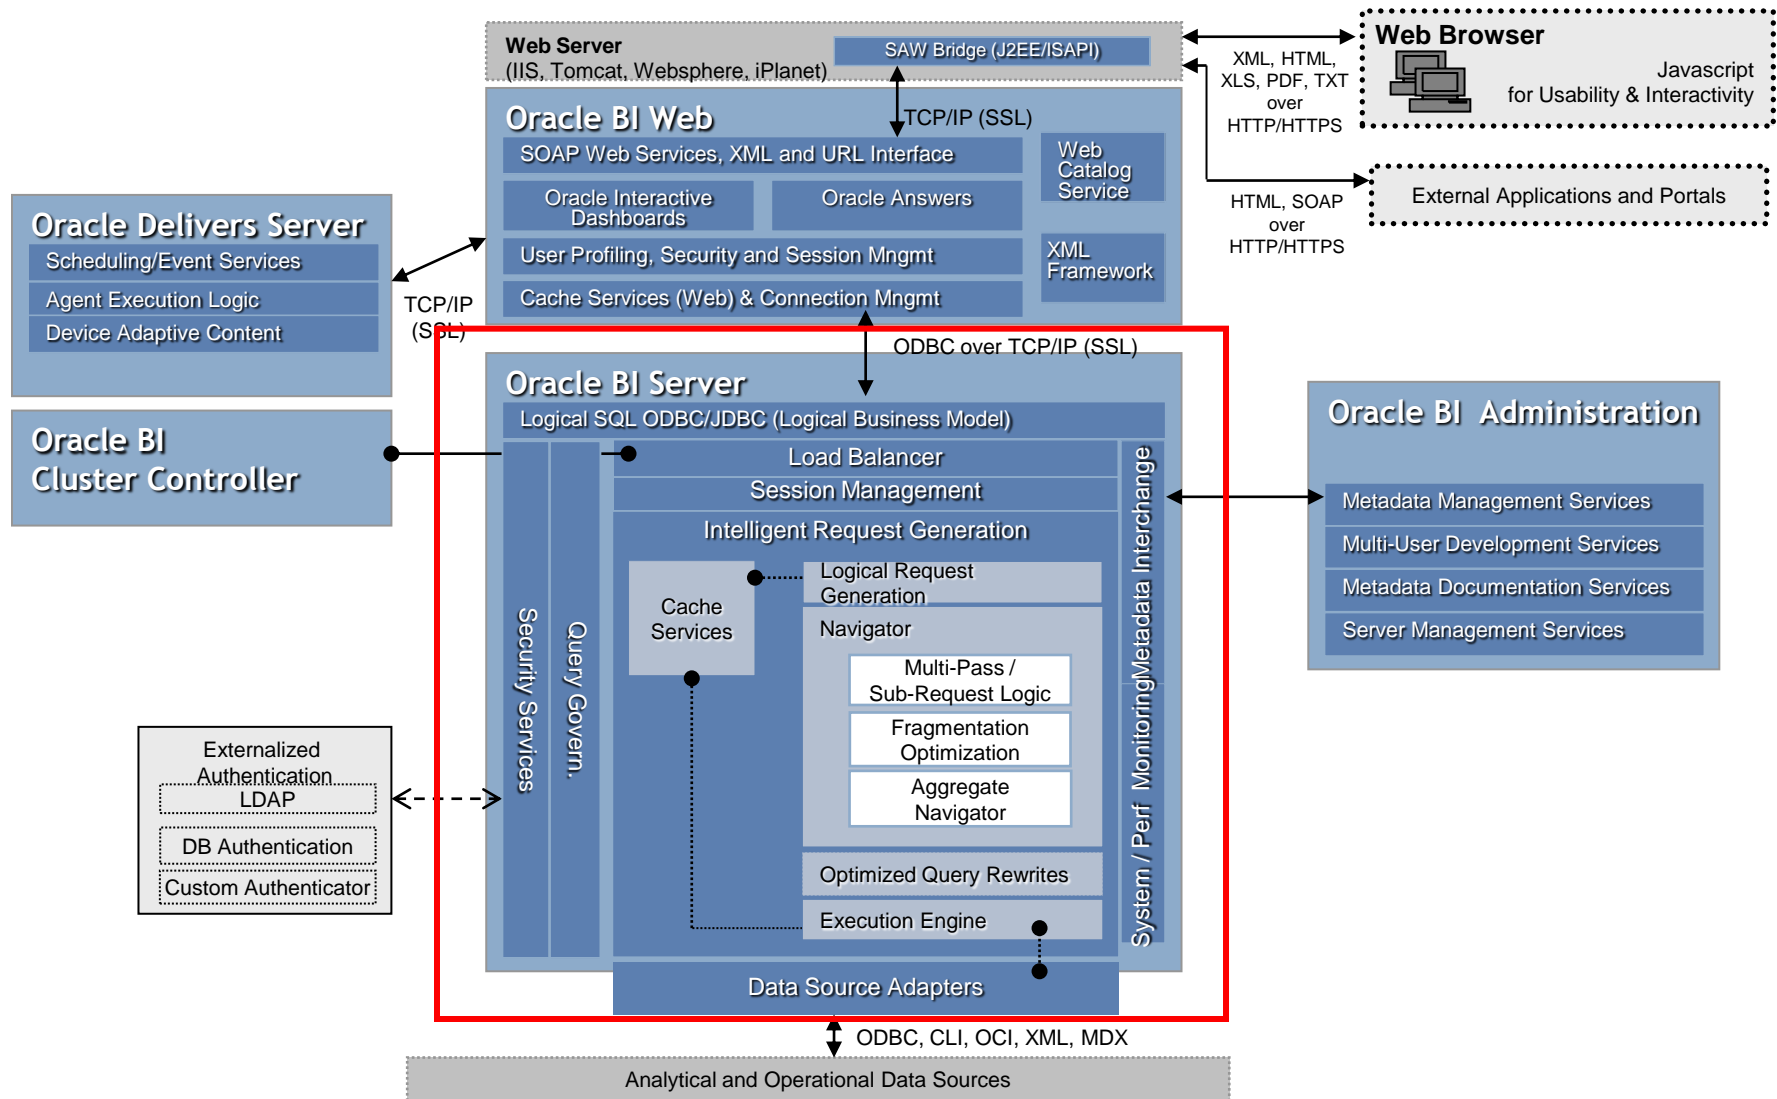 Web Server
(IIS, Tomcat, Websphere, iPlanet)
SAW Bridge (J2EE/ISAPI)
XML, HTML,
XLS, PDF, TXT
over
HTTP/HTTPS
Web Browser
Javascript
for Usability & Interactivity
TCP/IP (SSL)
Oracle BI Web
SOAP Web Services, XML and URL Interface
Web
Catalog
Service
Oracle Interactive
Dashboards
Oracle Answers
User Profiling, Security and Session Mngmt
XML
Framework
Cache Services (Web) & Connection Mngmt
HTML, SOAP
over
HTTP/HTTPS
External Applications and Portals
Oracle Delivers Server
Scheduling/Event Services
Agent Execution Logic
Device Adaptive Content
TCP/IP
(SSL)
ODBC over TCP/IP (SSL)
Oracle BI
Cluster Controller
Oracle BI Server
Logical SQL ODBC/JDBC (Logical Business Model)
Load Balancer
Session Management
Intelligent Request Generation
Security Services
Query Govern.
Cache
Services
Logical Request
Generation
Navigator
Multi-Pass /
Sub-Request Logic
Fragmentation
Optimization
Aggregate
Navigator
Optimized Query Rewrites
Execution Engine
Metadata Interchange
System / Perf Monitoring
Data Source Adapters
Oracle BI Administration
Metadata Management Services
Multi-User Development Services
Metadata Documentation Services
Server Management Services
Externalized
Authentication
LDAP
DB Authentication
Custom Authenticator
ODBC, CLI, OCI, XML, MDX
Analytical and Operational Data Sources